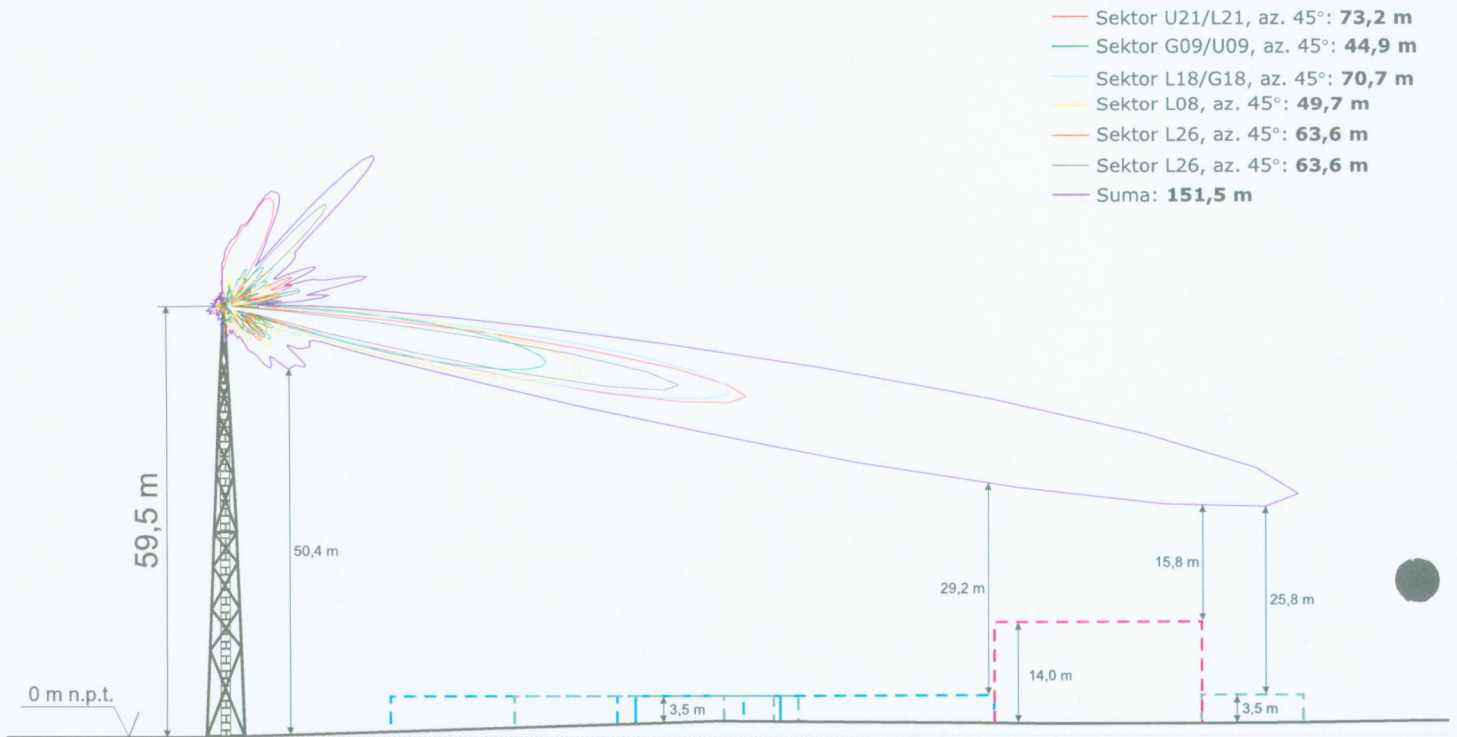 Sektor U21/L21, az. 45°: 73,2 m
Sektor G09/U09, az. 45°: 44,9 m
Sektor L18/G18, az. 45°: 70,7 m
Sektor L08, az. 45°: 49,7 m
Sektor L26, az. 45°: 63,6 m
Sektor L26, az. 45°: 63,6 m
Suma: 151,5 m
59,5 m
50,4 m
29,2 m
15,8 m
25,8 m
14,0 m
3,5 m
3,5 m
0 m n.p.t.